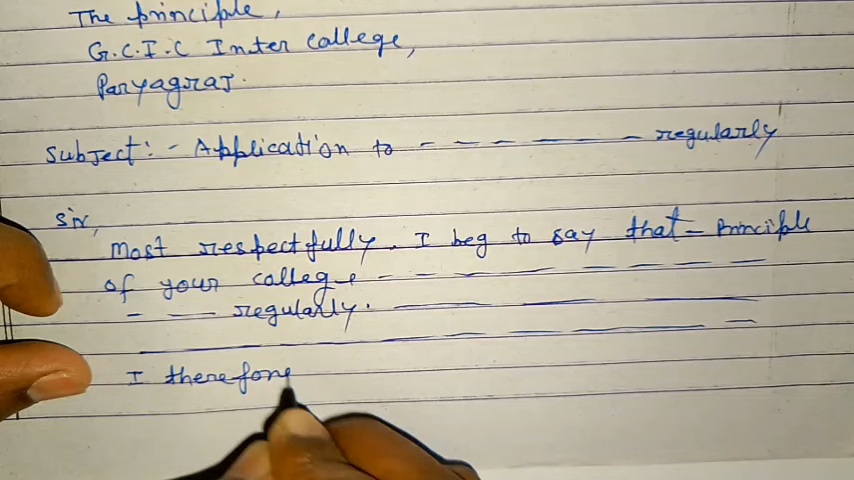 The principle,
G.C.I.C Inter college,
Paryagraj.
Subject:- Application to - - - - - regularly
Sir,
Most respectfully. I beg to say that - Principle
of your college - - - - - -
- - regularly. - - - -
- - - - - -
I therefore